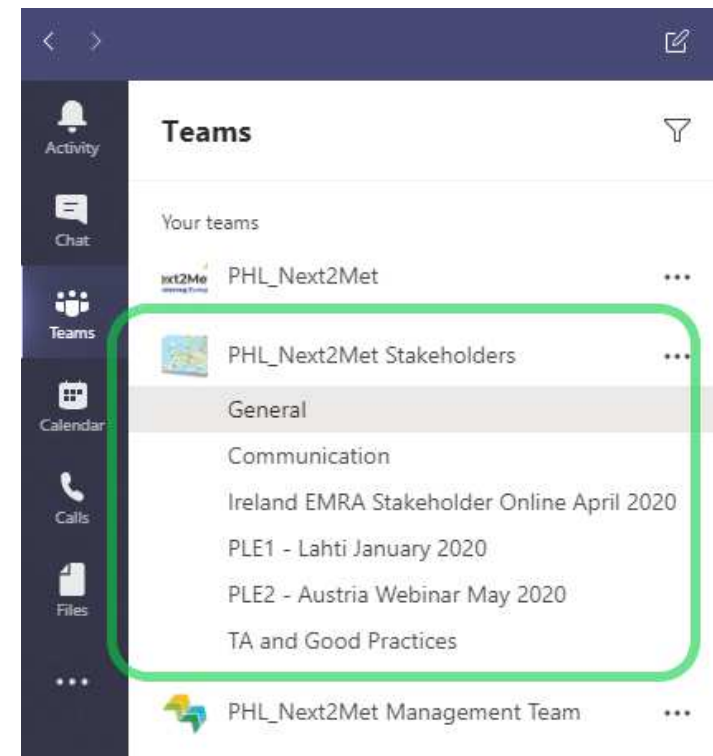 Activity
Chat
Teams
Calendar
Calls
Files
Teams
Your teams
ext2Me
PHL_Next2Met
PHL_Next2Met Stakeholders
General
Communication
Ireland EMRA Stakeholder Online April 2020
PLE1 - Lahti January 2020
PLE2 - Austria Webinar May 2020
TA and Good Practices
PHL_Next2Met Management Team